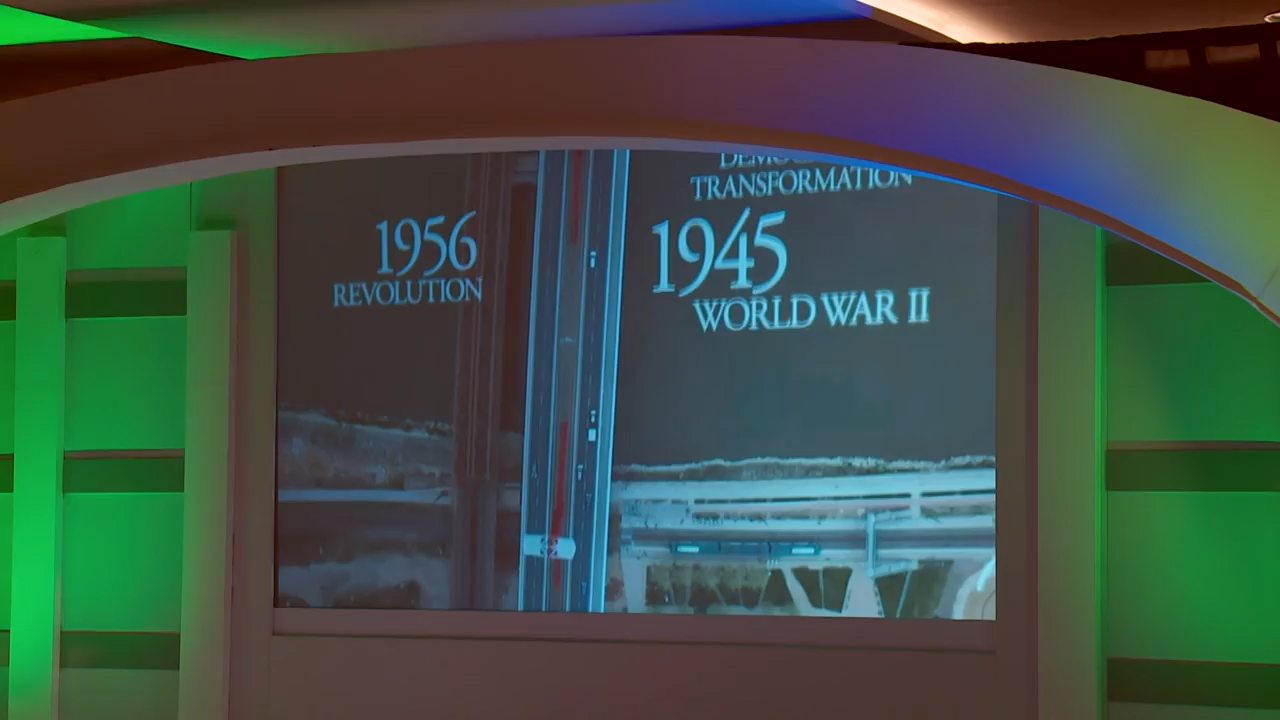 1956
REVOLUTION
TRANSFORMATION
1945
WORLD WAR II